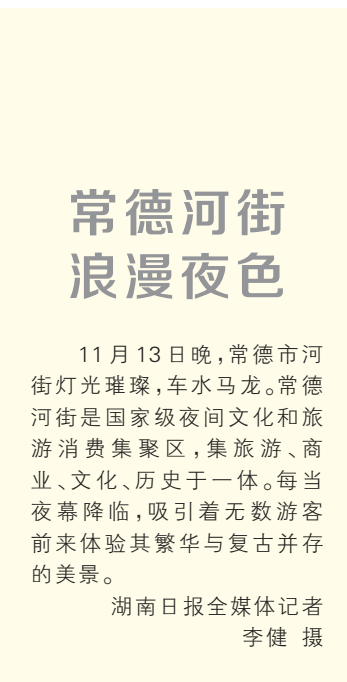 常德河街
浪漫夜色
11月13日晚，常德市河
街灯光璀璨，车水马龙。常德
河街是国家级夜间文化和旅
游消费集聚区，集旅游、商
业、文化、历史于一体。每当
夜幕降临，吸引着无数游客
前来体验其繁华与复古并存
的美景。
湖南日报全媒体记者
李健 摄